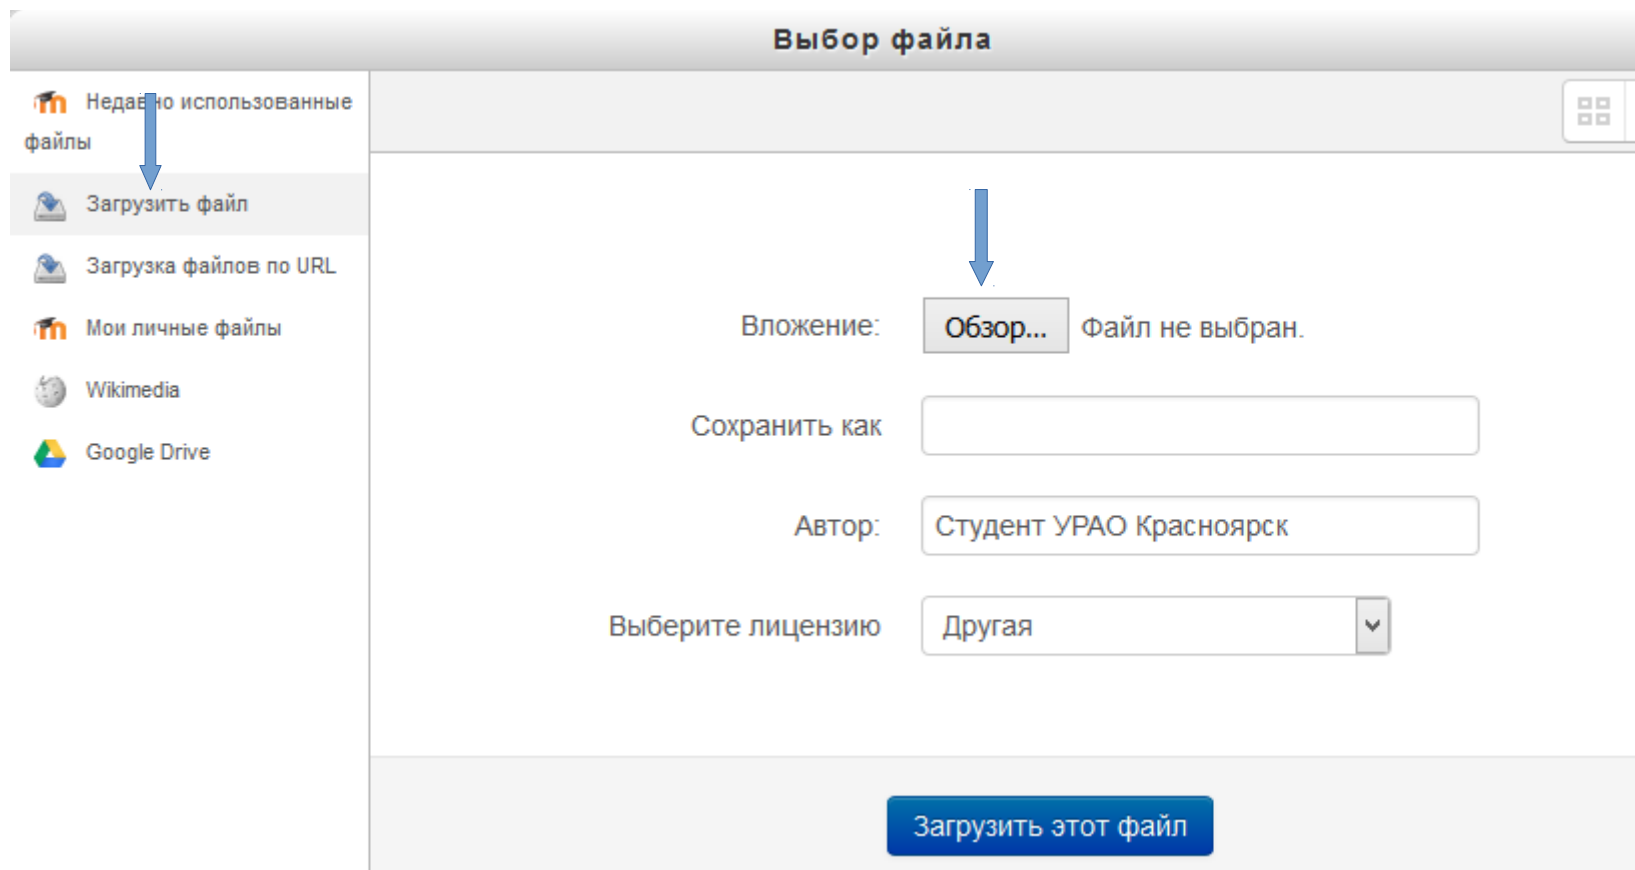 Выбор файла
Недавно использованные
файлы
Загрузить файл
Загрузка файлов по URL
Мои личные файлы
Wikimedia
Google Drive
Вложение: Обзор... Файл не выбран.
Сохранить как
Автор: Студент УРАО Красноярск
Выберите лицензию Другая
Загрузить этот файл